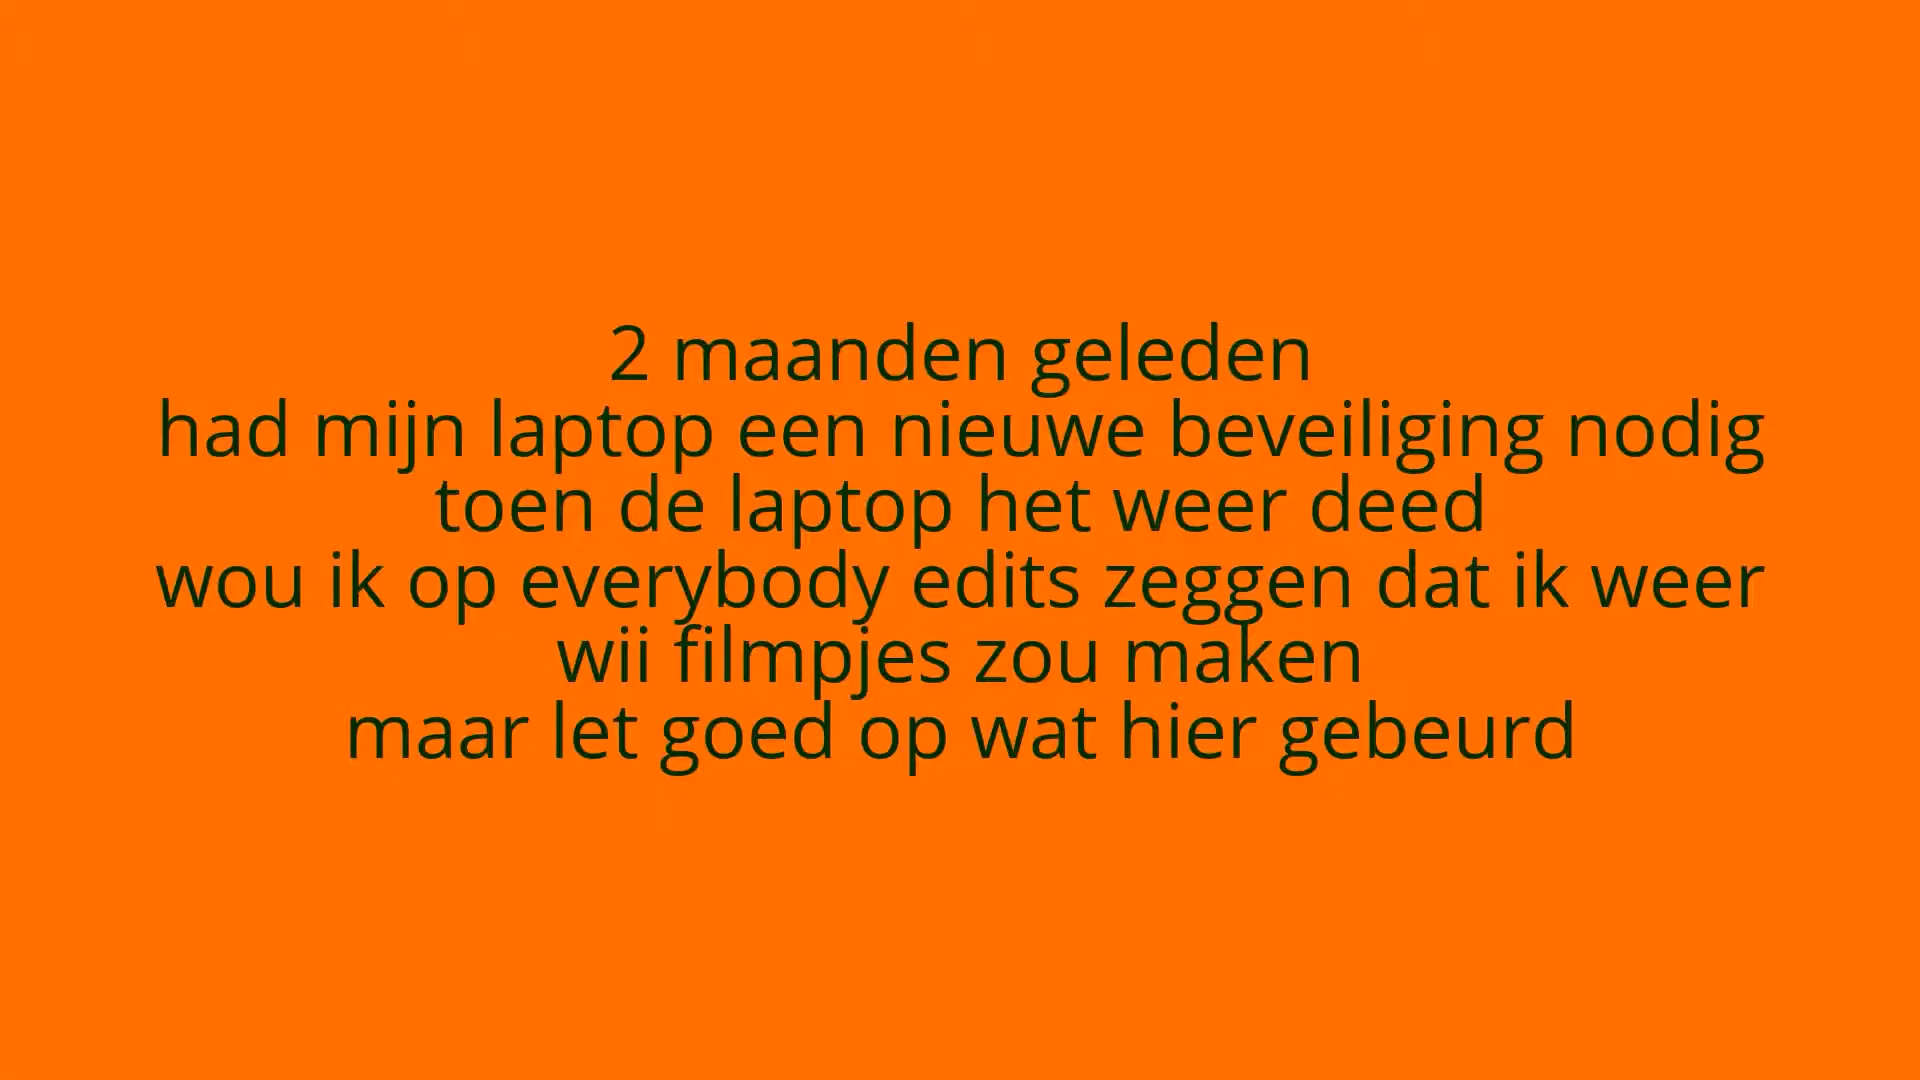 2 maanden geleden
had mijn laptop een nieuwe beveiliging nodig
toen de laptop het weer deed
wou ik op everybody edits zeggen dat ik weer
wii filmpjes zou maken
maar let goed op wat hier gebeurd